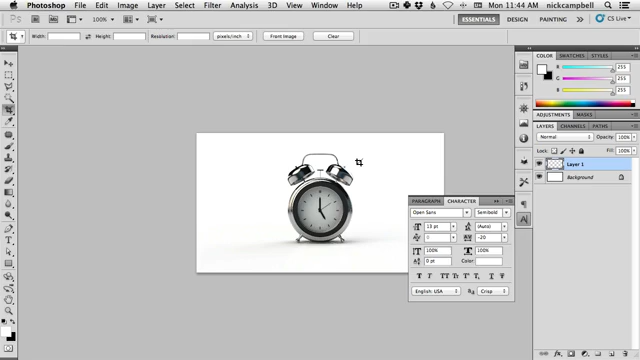 Photoshop File Edit Image Layer Select Filter Analysis 3D View Window Help Mon 11:44 AM nickcampbell
Ps Mb 100% ESSENTIALS DESIGN PAINTING CS Live
Width: Height: Resolution: pixels/inch Front Image Clear
COLOR SWATCHES STYLES
R 255
G 255
B 255
ADJUSTMENTS MASKS
LAYERS CHANNELS PATHS
Normal Opacity: 100%
Lock: Fill: 100%
Layer 1
Background
PARAGRAPH CHARACTER
Open Sans Semibold
13 pt (Auto)
-20
100% 100%
0 pt Color:
English: USA Crisp